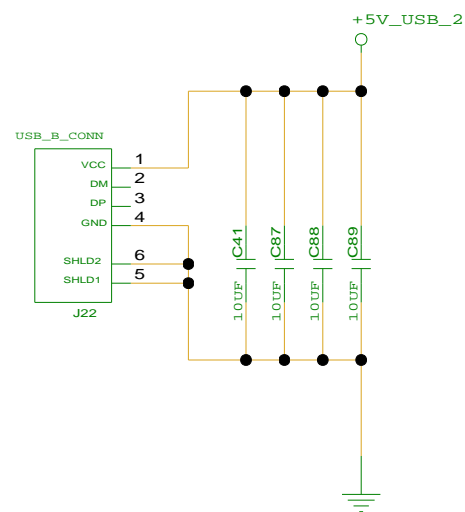 +5V_USB_2
USB_B_CONN
VCC 1
DM 2
DP 3
GND 4
SHLD2 6
SHLD1 5
J22
C41
10UF
C87
10UF
C88
10UF
C89
10UF